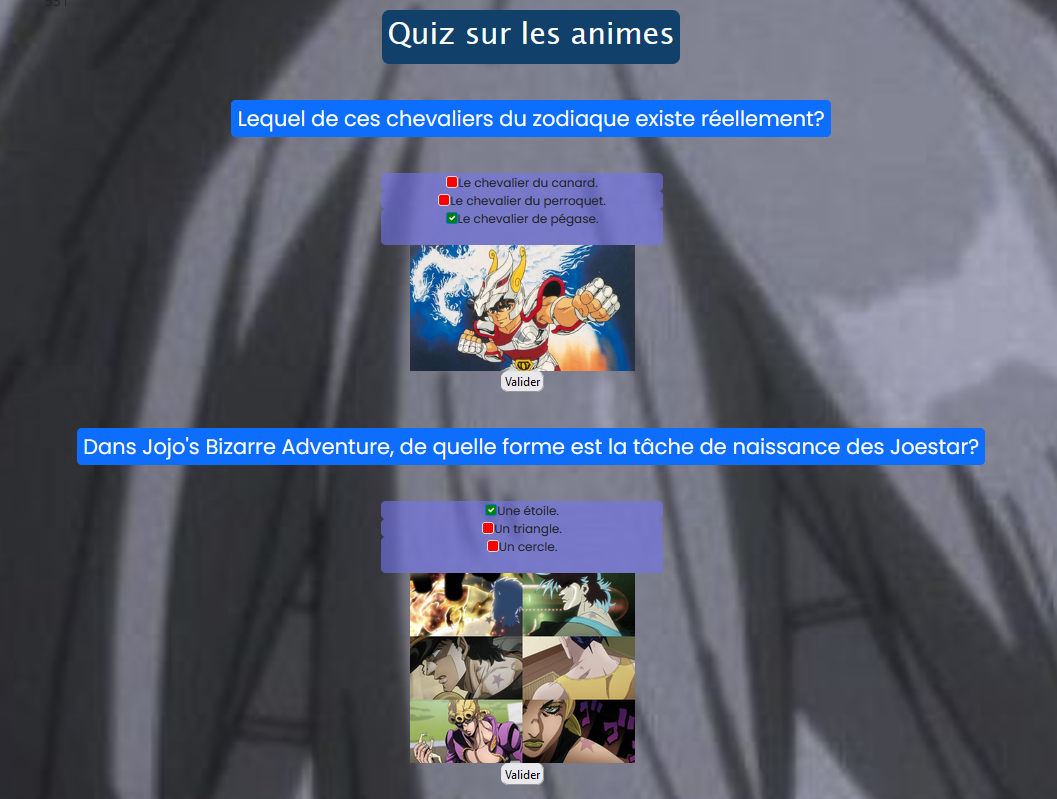 Quiz sur les animes
Lequel de ces chevaliers du zodiaque existe réellement?
Le chevalier du canard.
Le chevalier du perroquet.
Le chevalier de pégase.
Valider
Dans Jojo's Bizarre Adventure, de quelle forme est la tâche de naissance des Joestar?
Une étoile.
Un triangle.
Un cercle.
Valider